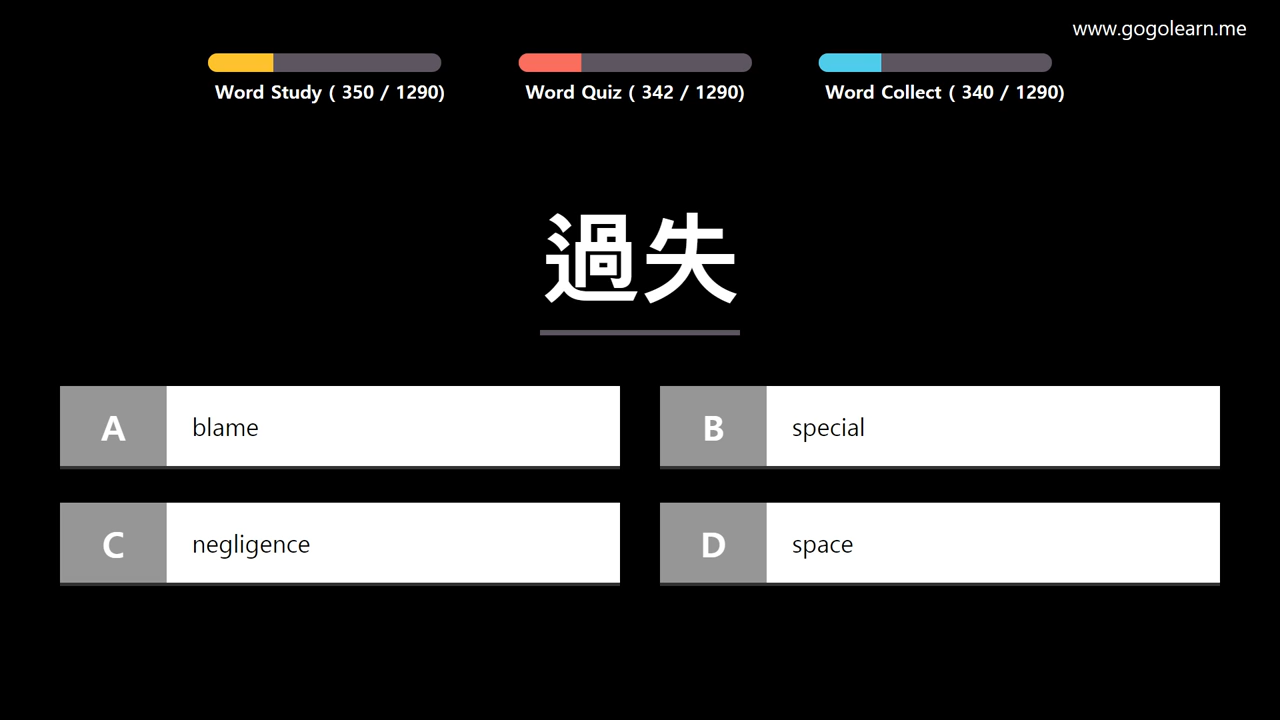 www.gogolearn.me
Word Study ( 350 / 1290)
Word Quiz ( 342 / 1290)
Word Collect ( 340 / 1290)
過失
A blame
B special
C negligence
D space